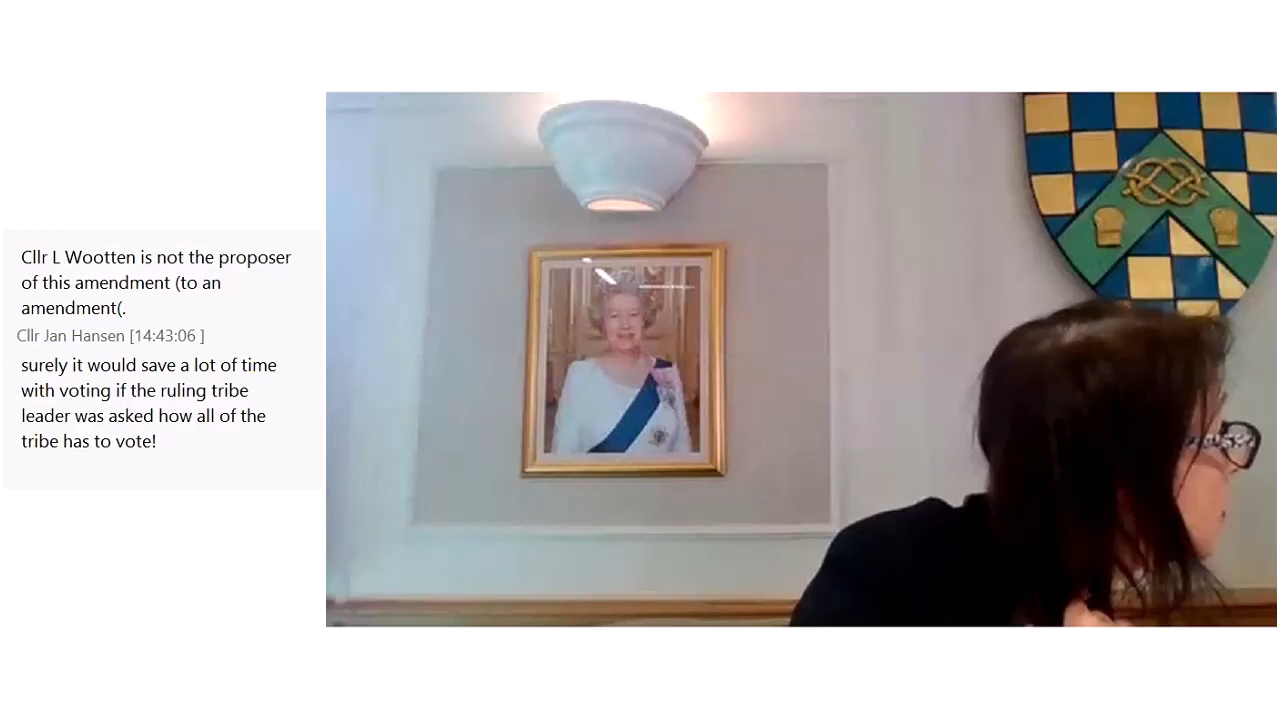 Cllr L Wootten is not the proposer
of this amendment (to an
amendment(.
Cllr Jan Hansen [14:43:06 ]
surely it would save a lot of time
with voting if the ruling tribe
leader was asked how all of the
tribe has to vote!